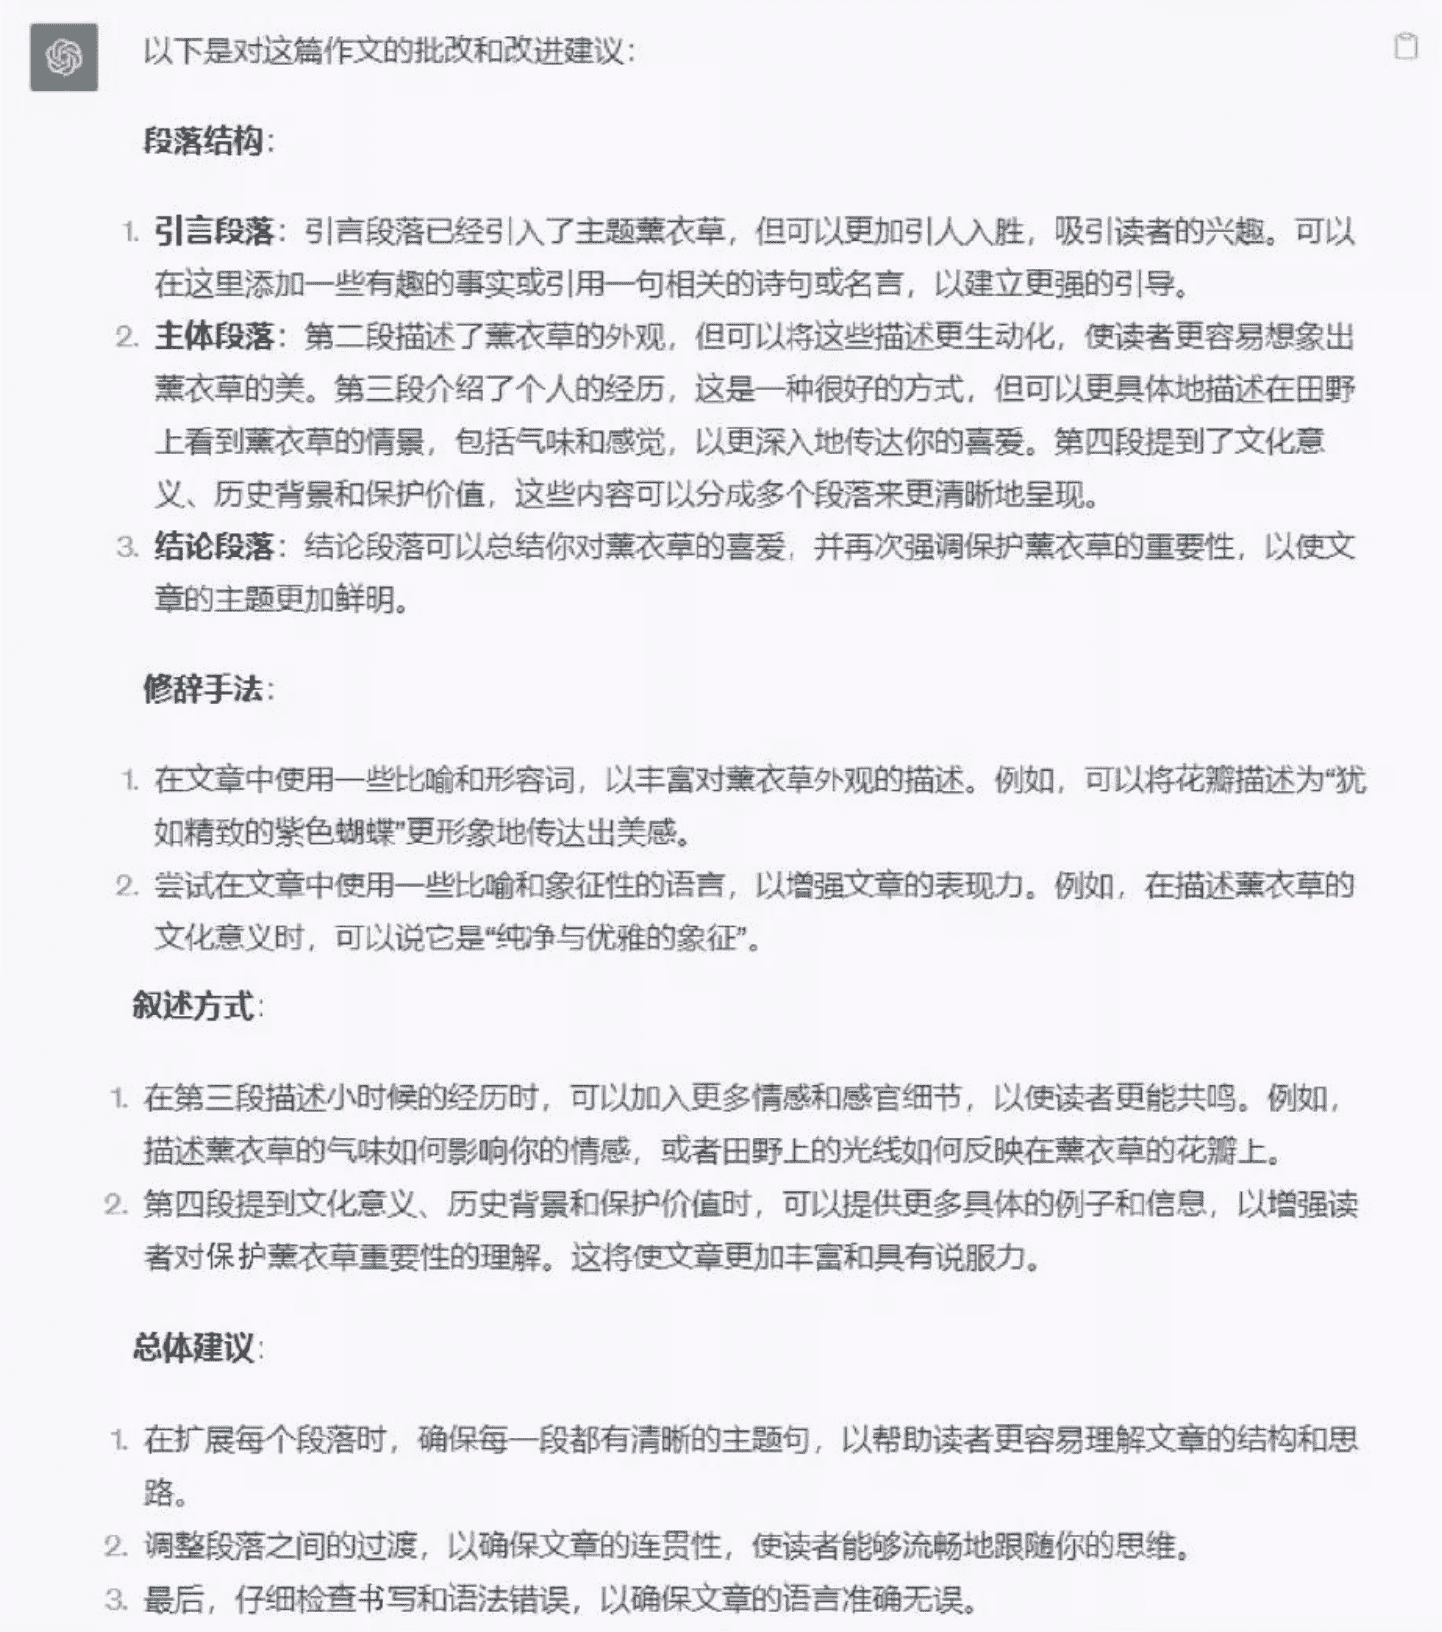 以下是对这篇作文的批改和改进建议：
段落结构：
1. 引言段落：引言段落已经引入了主题薰衣草，但可以更加引人入胜，吸引读者的兴趣。可以
在这里添加一些有趣的事实或引用一句相关的诗句或名言，以建立更强的引导。
2. 主体段落：第二段描述了薰衣草的外观，但可以将这些描述更生动化，使读者更容易想象出
薰衣草的美。第三段介绍了个人的经历，这是一种很好的方式，但可以更具体地描述在田野
上看到薰衣草的情景，包括气味和感觉，以更深入地传达你的喜爱。第四段提到了文化意
义、历史背景和保护价值，这些内容可以分成多个段落来更清晰地呈现。
3. 结论段落：结论段落可以总结你对薰衣草的喜爱，并再次强调保护薰衣草的重要性，以使文
章的主题更加鲜明。
修辞手法：
1. 在文章中使用一些比喻和形容词，以丰富对薰衣草外观的描述。例如，可以将花瓣描述为“犹
如精致的紫色蝴蝶”更形象地传达出美感。
2. 尝试在文章中使用一些比喻和象征性的语言，以增强文章的表现力。例如，在描述薰衣草的
文化意义时，可以说它是“纯净与优雅的象征”。
叙述方式：
1. 在第三段描述小时候的经历时，可以加入更多情感和感官细节，以使读者更能共鸣。例如，
描述薰衣草的气味如何影响你的情感，或者田野上的光线如何反映在薰衣草的花瓣上。
2. 第四段提到文化意义、历史背景和保护价值时，可以提供更多具体的例子和信息，以增强读
者对保护薰衣草重要性的理解。这将使文章更加丰富和具有说服力。
总体建议：
1. 在扩展每个段落时，确保每一段都有清晰的主题句，以帮助读者更容易理解文章的结构和思
路。
2. 调整段落之间的过渡，以确保文章的连贯性，使读者能够流畅地跟随你的思维。
3. 最后，仔细检查书写和语法错误，以确保文章的语言准确无误。